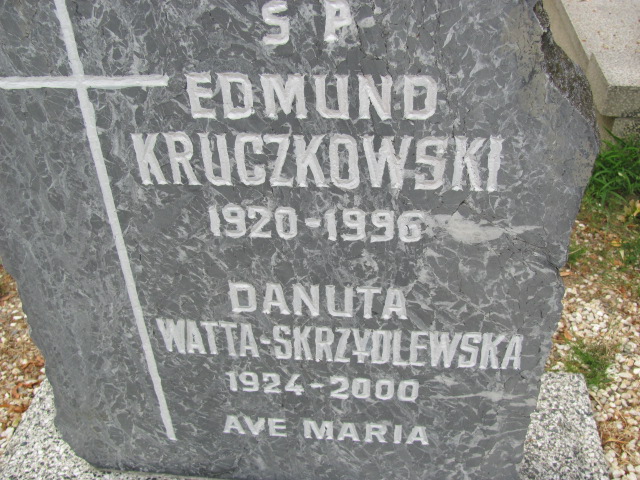 S P
EDMUND
KRUCZKOWSKI
1920-1996
DANUTA
WATTA-SKRZYDLEWSKA
1924-2000
AVE MARIA